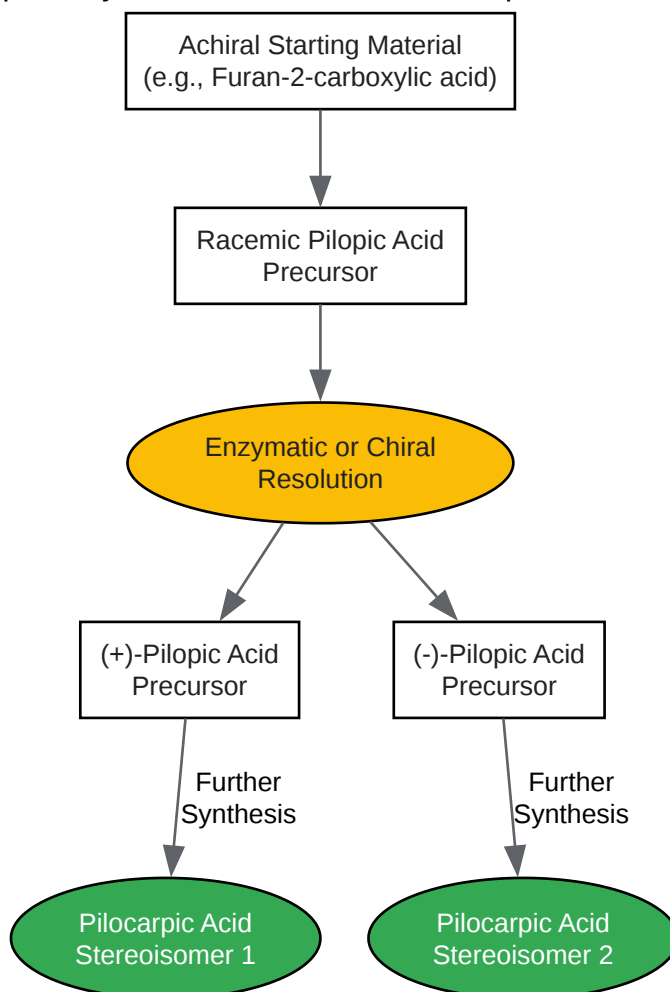 Achiral Starting Material
(e.g., Furan-2-carboxylic acid)
Racemic Pilopic Acid
Precursor
Enzymatic or Chiral
Resolution
(+)-Pilopic Acid
Precursor
(-)-Pilopic Acid
Precursor
Further
Synthesis
Further
Synthesis
Pilocarpic Acid
Stereoisomer 1
Pilocarpic Acid
Stereoisomer 2